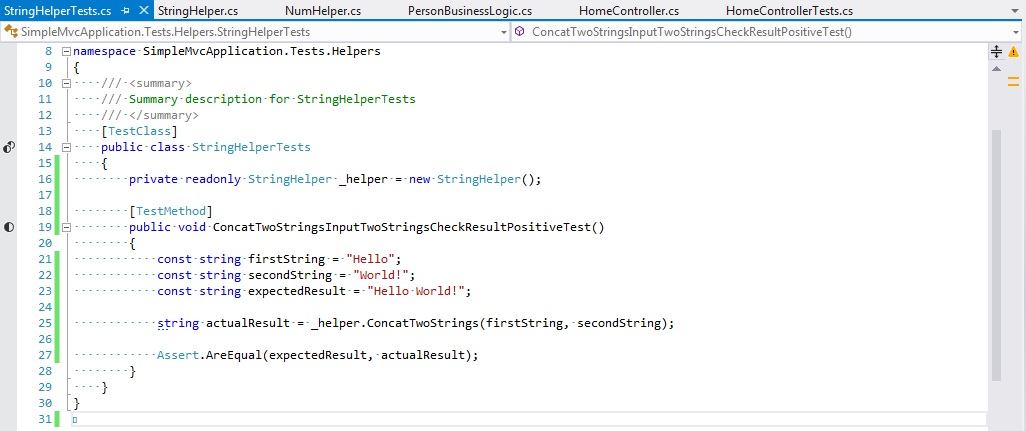 StringHelperTests.cs StringHelper.cs NumHelper.cs PersonBusinessLogic.cs HomeController.cs HomeControllerTests.cs
SimpleMvcApplication.Tests.Helpers.StringHelperTests ConcatTwoStringsInputTwoStringsCheckResultPositiveTest()
8 namespace SimpleMvcApplication.Tests.Helpers
9 {
10 /// <summary>
11 /// Summary description for StringHelperTests
12 /// </summary>
13 [TestClass]
14 public class StringHelperTests
15 {
16 private readonly StringHelper _helper = new StringHelper();
17
18 [TestMethod]
19 public void ConcatTwoStringsInputTwoStringsCheckResultPositiveTest()
20 {
21 const string firstString = "Hello";
22 const string secondString = "World!";
23 const string expectedResult = "Hello World!";
24
25 string actualResult = _helper.ConcatTwoStrings(firstString, secondString);
26
27 Assert.AreEqual(expectedResult, actualResult);
28 }
29 }
30 }
31